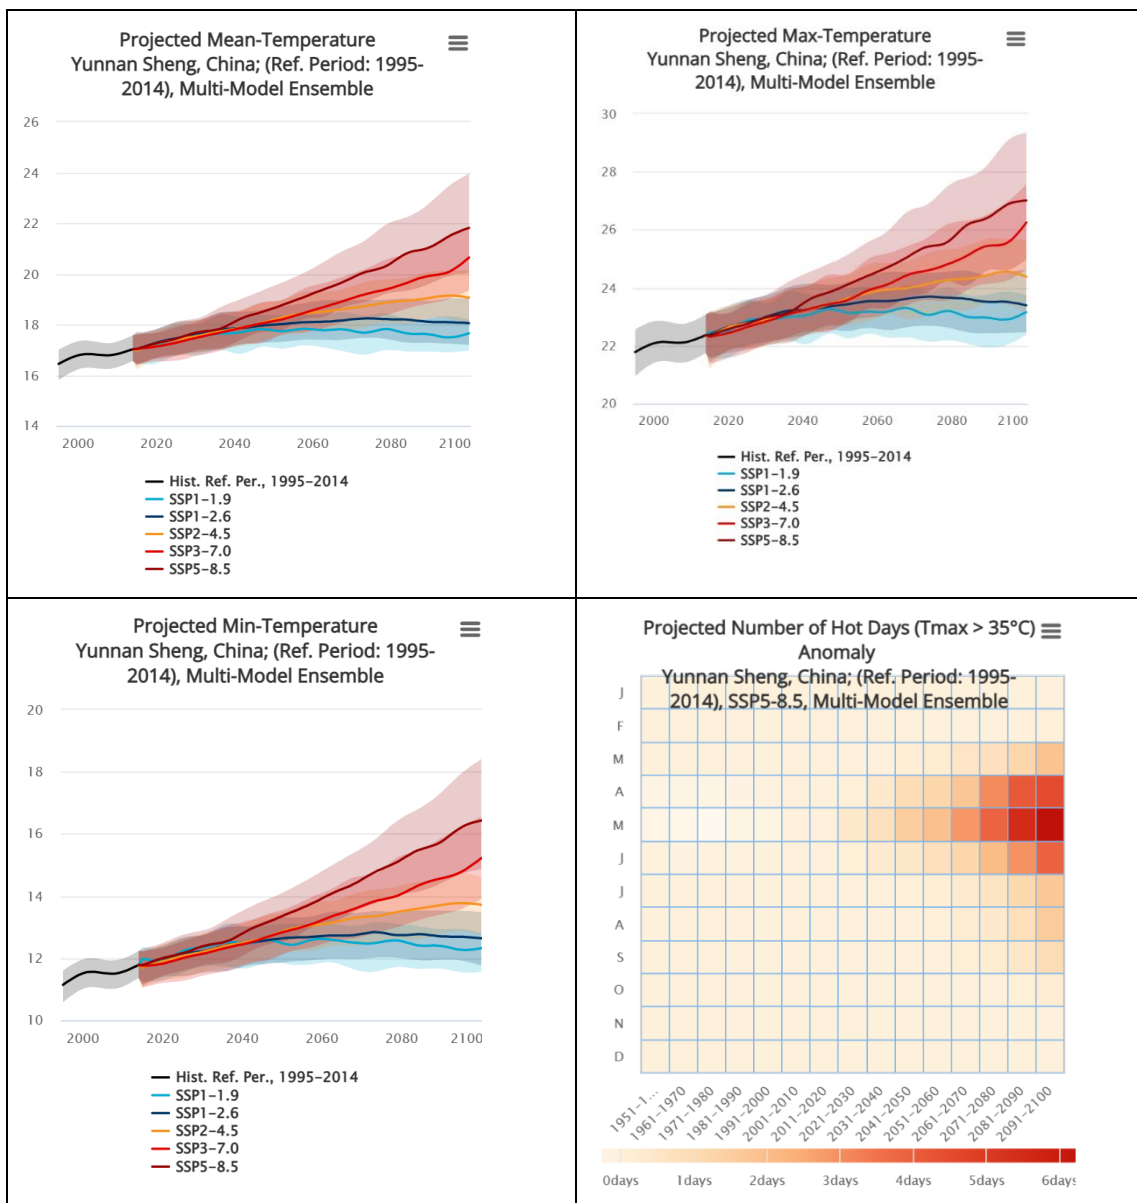 Projected Mean-Temperature
Yunnan Sheng, China; (Ref. Period: 1995-
2014), Multi-Model Ensemble
26
24
22
20
18
16
14
2000 2020 2040 2060 2080 2100
Hist. Ref. Per., 1995–2014
SSP1–1.9
SSP1–2.6
SSP2–4.5
SSP3–7.0
SSP5–8.5
Projected Max-Temperature
Yunnan Sheng, China; (Ref. Period: 1995-
2014), Multi-Model Ensemble
30
28
26
24
22
20
2000 2020 2040 2060 2080 2100
Hist. Ref. Per., 1995–2014
SSP1–1.9
SSP1–2.6
SSP2–4.5
SSP3–7.0
SSP5–8.5
Projected Min-Temperature
Yunnan Sheng, China; (Ref. Period: 1995-
2014), Multi-Model Ensemble
20
18
16
14
12
10
2000 2020 2040 2060 2080 2100
Hist. Ref. Per., 1995–2014
SSP1–1.9
SSP1–2.6
SSP2–4.5
SSP3–7.0
SSP5–8.5
Projected Number of Hot Days (Tmax > 35°C)
Anomaly
Yunnan Sheng, China; (Ref. Period: 1995-
2014), SSP5-8.5, Multi-Model Ensemble
J
F
M
A
M
J
J
A
S
O
N
D
1951-1... 1961-1970 1971-1980 1981-1990 1991-2000 2001-2010 2011-2020 2021-2030 2031-2040 2041-2050 2051-2060 2061-2070 2071-2080 2081-2090 2091-2100
0days 1days 2days 3days 4days 5days 6days